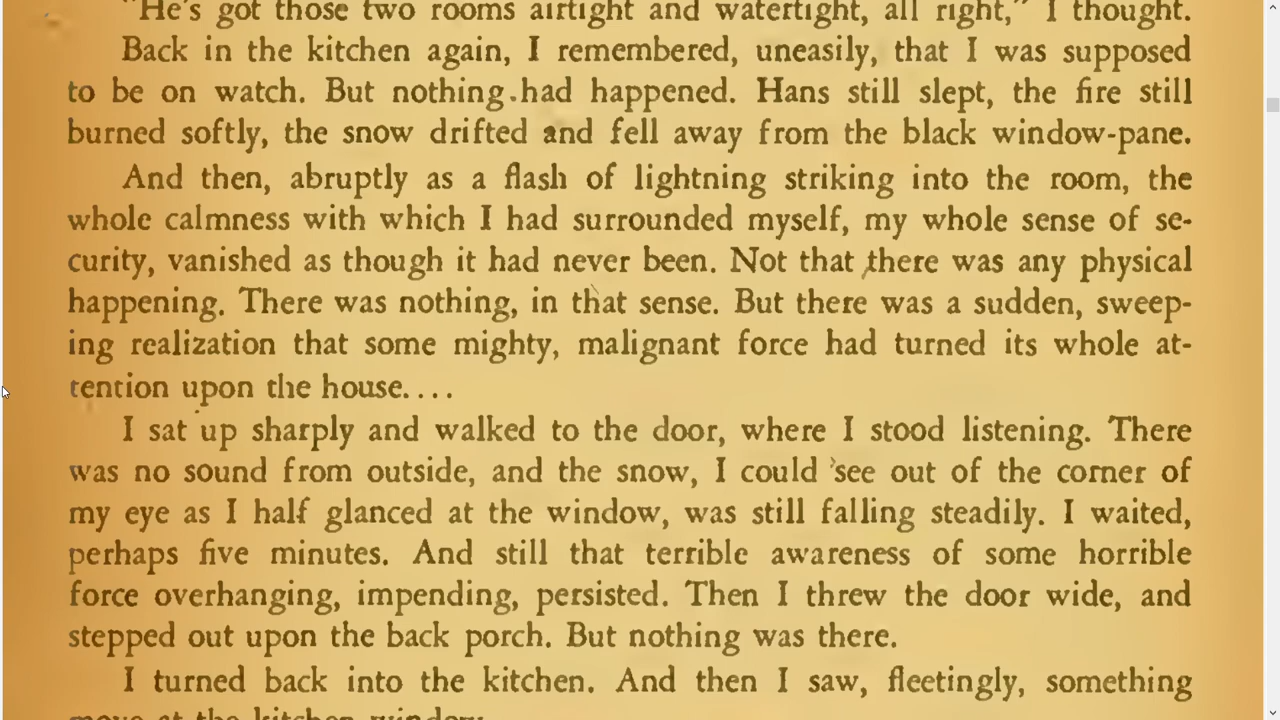 "He's got those two rooms airtight and watertight, all right," I thought.
Back in the kitchen again, I remembered, uneasily, that I was supposed
to be on watch. But nothing had happened. Hans still slept, the fire still
burned softly, the snow drifted and fell away from the black window-pane.
And then, abruptly as a flash of lightning striking into the room, the
whole calmness with which I had surrounded myself, my whole sense of se-
curity, vanished as though it had never been. Not that there was any physical
happening. There was nothing, in that sense. But there was a sudden, sweep-
ing realization that some mighty, malignant force had turned its whole at-
tention upon the house....
I sat up sharply and walked to the door, where I stood listening. There
was no sound from outside, and the snow, I could see out of the corner of
my eye as I half glanced at the window, was still falling steadily. I waited,
perhaps five minutes. And still that terrible awareness of some horrible
force overhanging, impending, persisted. Then I threw the door wide, and
stepped out upon the back porch. But nothing was there.
I turned back into the kitchen. And then I saw, fleetingly, something
move at the kitchen window.